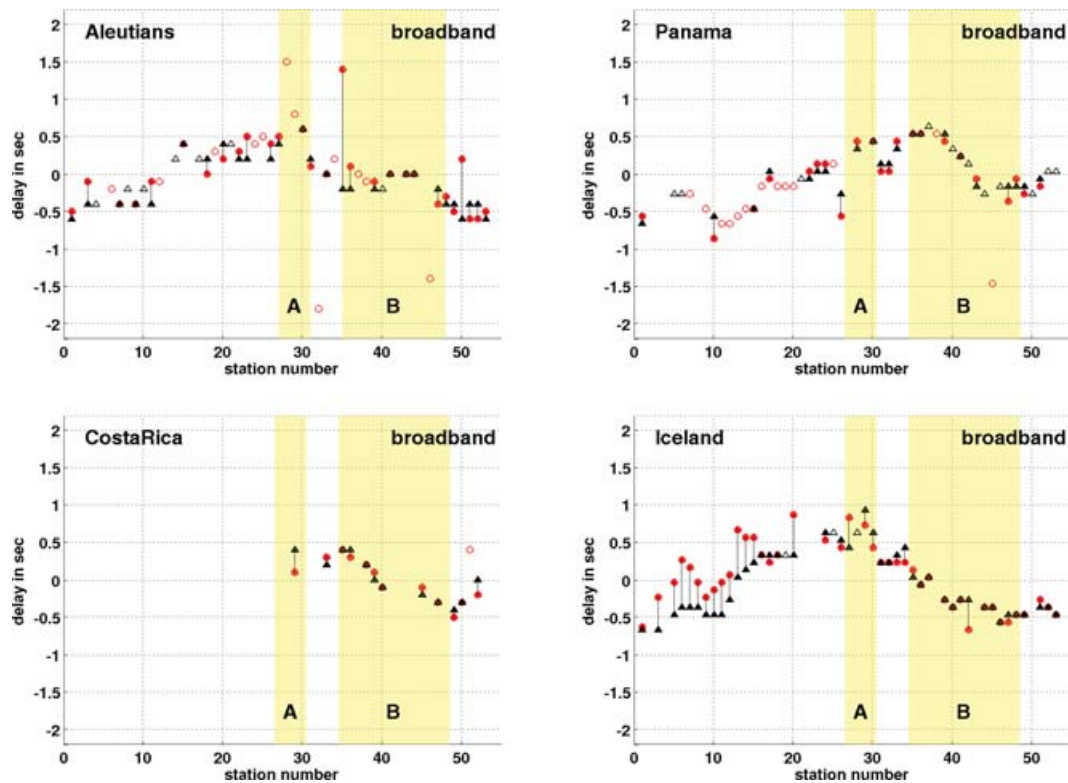 Aleutians broadband
delay in sec
2
1.5
1
0.5
0
-0.5
-1
-1.5
-2
A B
0 10 20 30 40 50
station number
Panama broadband
delay in sec
2
1.5
1
0.5
0
-0.5
-1
-1.5
-2
A B
0 10 20 30 40 50
station number
CostaRica broadband
delay in sec
2
1.5
1
0.5
0
-0.5
-1
-1.5
-2
A B
0 10 20 30 40 50
station number
Iceland broadband
delay in sec
2
1.5
1
0.5
0
-0.5
-1
-1.5
-2
A B
0 10 20 30 40 50
station number